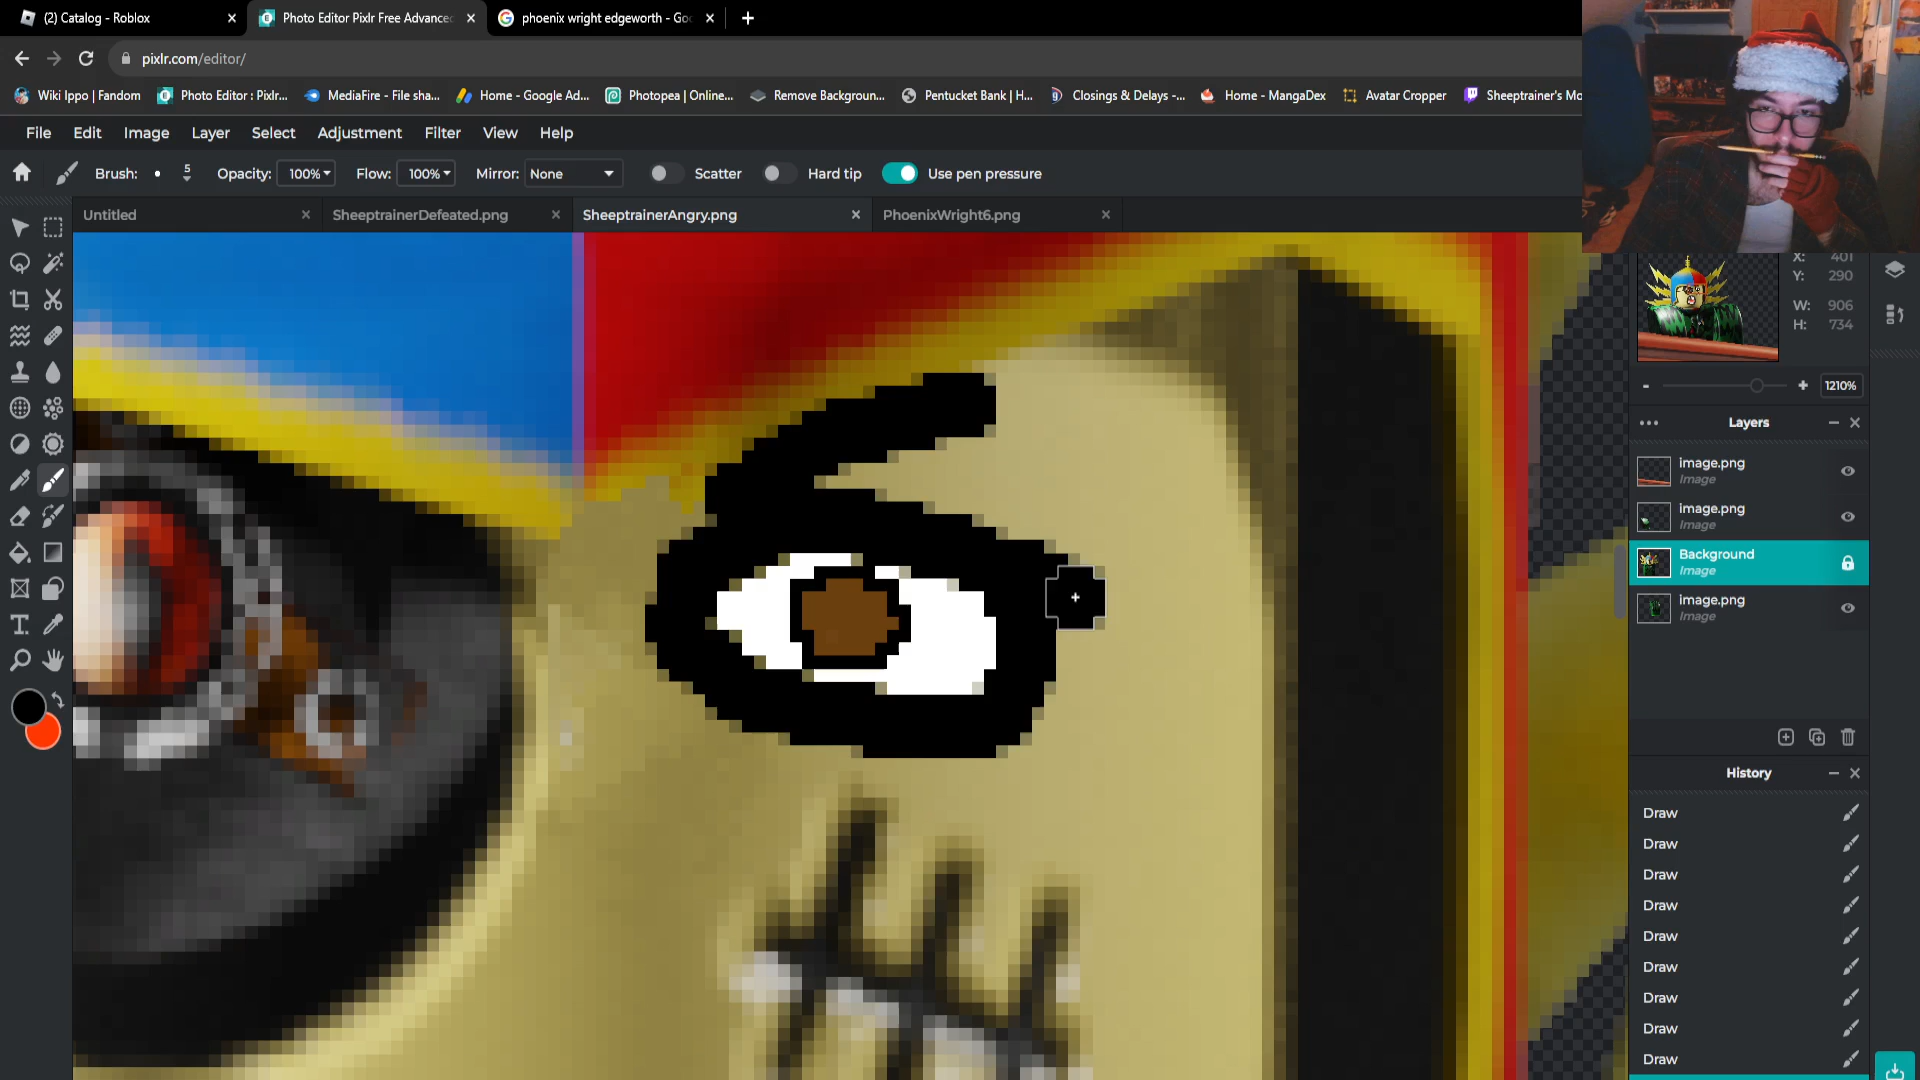 (2) Catalog - Roblox
Photo Editor Pixlr Free Advance
phoenix wright edgeworth - Go
pixlr.com/editor/
Wiki Ippo | Fandom
Photo Editor : Pixlr...
MediaFire - File sha...
Home - Google Ad...
Photopea | Online...
Remove Backgroun...
Pentucket Bank | H...
Closings & Delays -...
Home - MangaDex
Avatar Cropper
Sheeptrainer's Mo
File
Edit
Image
Layer
Select
Adjustment
Filter
View
Help
Brush:
5
Opacity:
100%
Flow:
100%
Mirror:
None
Scatter
Hard tip
Use pen pressure
Untitled
SheeptrainerDefeated.png
SheeptrainerAngry.png
PhoenixWright6.png
X: 401
Y: 290
W: 906
H: 734
1210%
Layers
image.png
Image
image.png
Image
Background
Image
image.png
Image
History
Draw
Draw
Draw
Draw
Draw
Draw
Draw
Draw
Draw